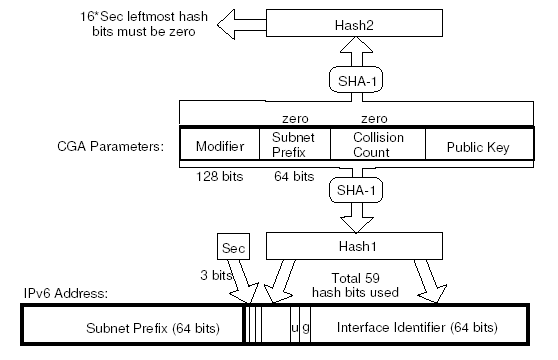 16*Sec leftmost hash
bits must be zero
Hash2
SHA-1
zero zero
CGA Parameters:
Modifier
Subnet
Prefix
Collision
Count
Public Key
128 bits
64 bits
SHA-1
Sec
Hash1
3 bits
Total 59
hash bits used
IPv6 Address:
Subnet Prefix (64 bits)
u g
Interface Identifier (64 bits)